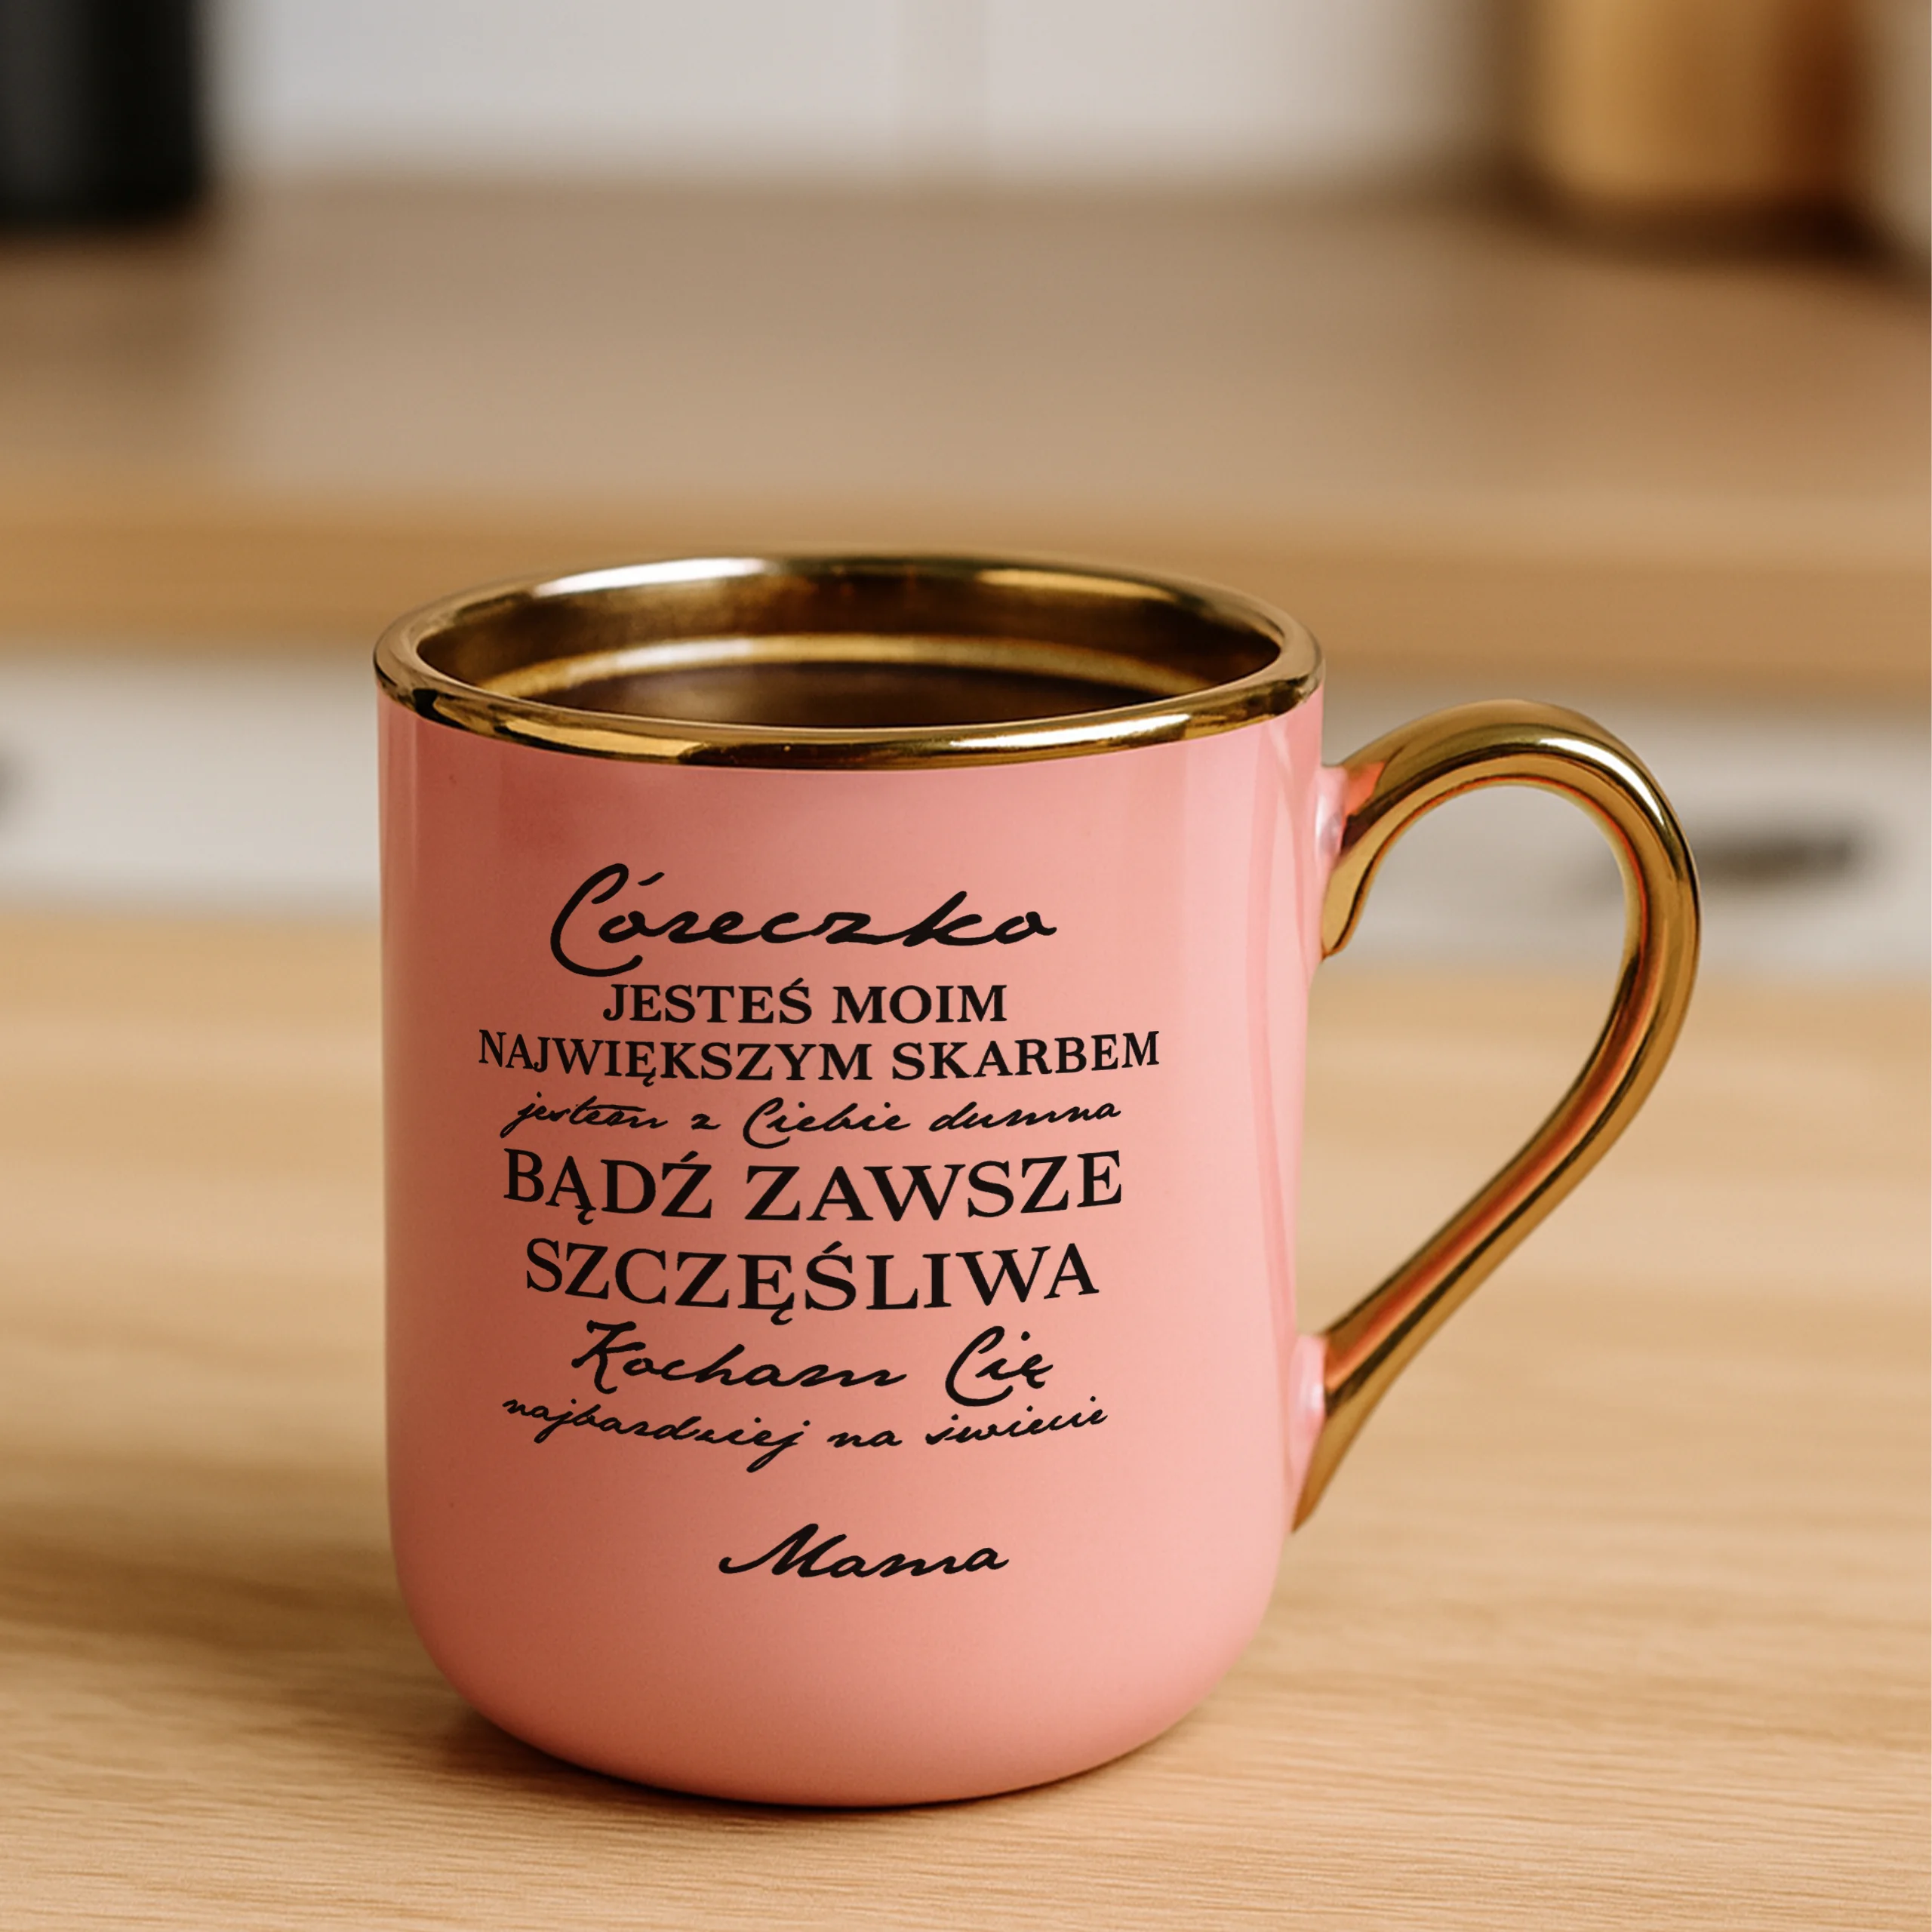 Córeczko
JESTEŚ MOIM
NAJWIĘKSZYM SKARBEM
jestem z Ciebie dumna
BĄDŹ ZAWSZE
SZCZĘŚLIWA
Kocham Cię
najbardziej na świecie
Mama